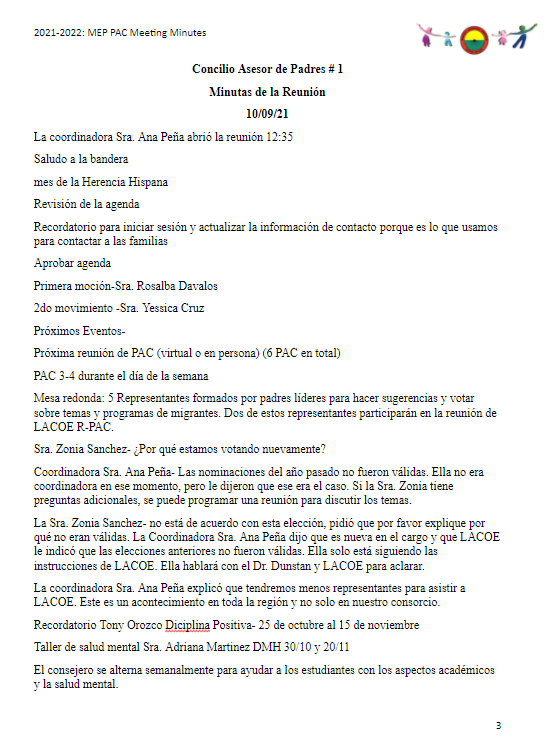 2021-2022: MEP PAC Meeting Minutes
Concilio Asesor de Padres # 1
Minutas de la Reunión
10/09/21
La coordinadora Sra. Ana Peña abrió la reunión 12:35
Saludo a la bandera
mes de la Herencia Hispana
Revisión de la agenda
Recordatorio para iniciar sesión y actualizar la información de contacto porque es lo que usamos
para contactar a las familias
Aprobar agenda
Primera moción-Sra. Rosalba Davalos
2do movimiento -Sra. Yessica Cruz
Próximos Eventos-
Próxima reunión de PAC (virtual o en persona) (6 PAC en total)
PAC 3-4 durante el día de la semana
Mesa redonda: 5 Representantes formados por padres líderes para hacer sugerencias y votar
sobre temas y programas de migrantes. Dos de estos representantes participarán en la reunión de
LACOE R-PAC.
Sra. Zonia Sanchez- ¿Por qué estamos votando nuevamente?
Coordinadora Sra. Ana Peña- Las nominaciones del año pasado no fueron válidas. Ella no era
coordinadora en ese momento, pero le dijeron que ese era el caso. Si la Sra. Zonia tiene
preguntas adicionales, se puede programar una reunión para discutir los temas.
La Sra. Zonia Sanchez- no está de acuerdo con esta elección, pidió que por favor explique por
qué no eran válidas. La Coordinadora Sra. Ana Peña dijo que es nueva en el cargo y que LACOE
le indicó que las elecciones anteriores no fueron válidas. Ella solo está siguiendo las
instrucciones de LACOE. Ella hablará con el Dr. Dunstan y LACOE para aclarar.
La coordinadora Sra. Ana Peña explicó que tendremos menos representantes para asistir a
LACOE. Este es un acontecimiento en toda la región y no solo en nuestro consorcio.
Recordatorio Tony Orozco Diciplina Positiva- 25 de octubre al 15 de noviembre
Taller de salud mental Sra. Adriana Martinez DMH 30/10 y 20/11
El consejero se alterna semanalmente para ayudar a los estudiantes con los aspectos académicos
y la salud mental.
3